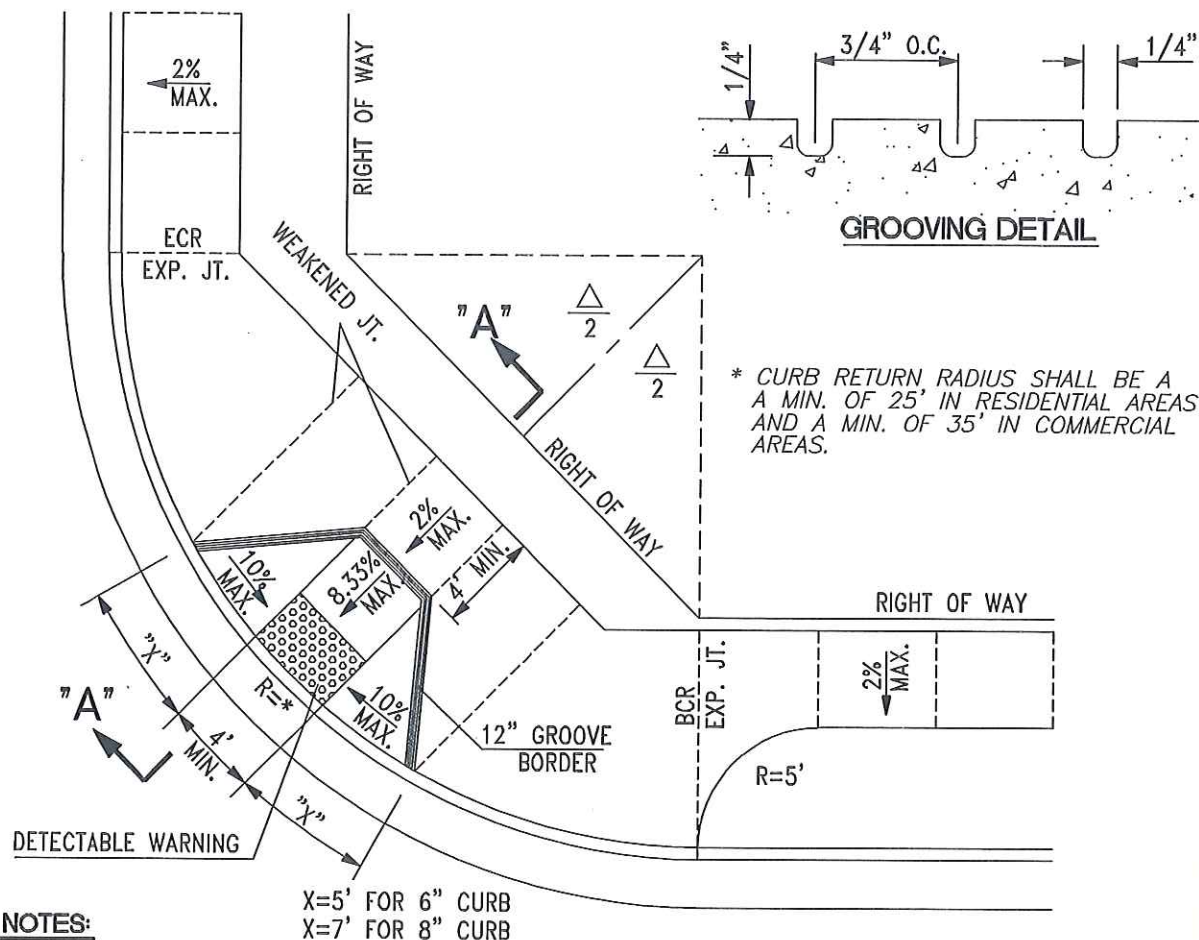 2%
MAX.
RIGHT OF WAY
1/4"
3/4" O.C.
1/4"
GROOVING DETAIL
ECR
EXP. JT.
WEAKENED JT.
"A"
△
2
△
2
* CURB RETURN RADIUS SHALL BE A
A MIN. OF 25' IN RESIDENTIAL AREAS
AND A MIN. OF 35' IN COMMERCIAL
AREAS.
RIGHT OF WAY
2%
MAX.
4' MIN.
8.33%
MAX.
10%
MAX.
10%
MAX.
RIGHT OF WAY
BCR
EXP. JT.
2%
MAX.
R=5'
12" GROOVE
BORDER
R=*
"X"
4'
MIN.
"X"
"A"
DETECTABLE WARNING
X=5' FOR 6" CURB
X=7' FOR 8" CURB
NOTES: